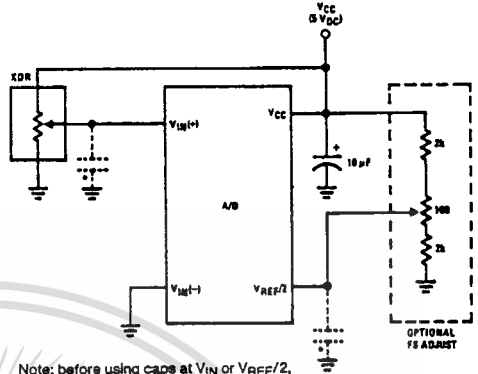 VCC
(5 VDC)
XDR
VIN(+)
VCC
2k
+
10 µF
A/D
100
2k
VIN(−)
VREF/2
OPTIONAL
FS ADJUST
Note: before using caps at VIN or VREF/2,